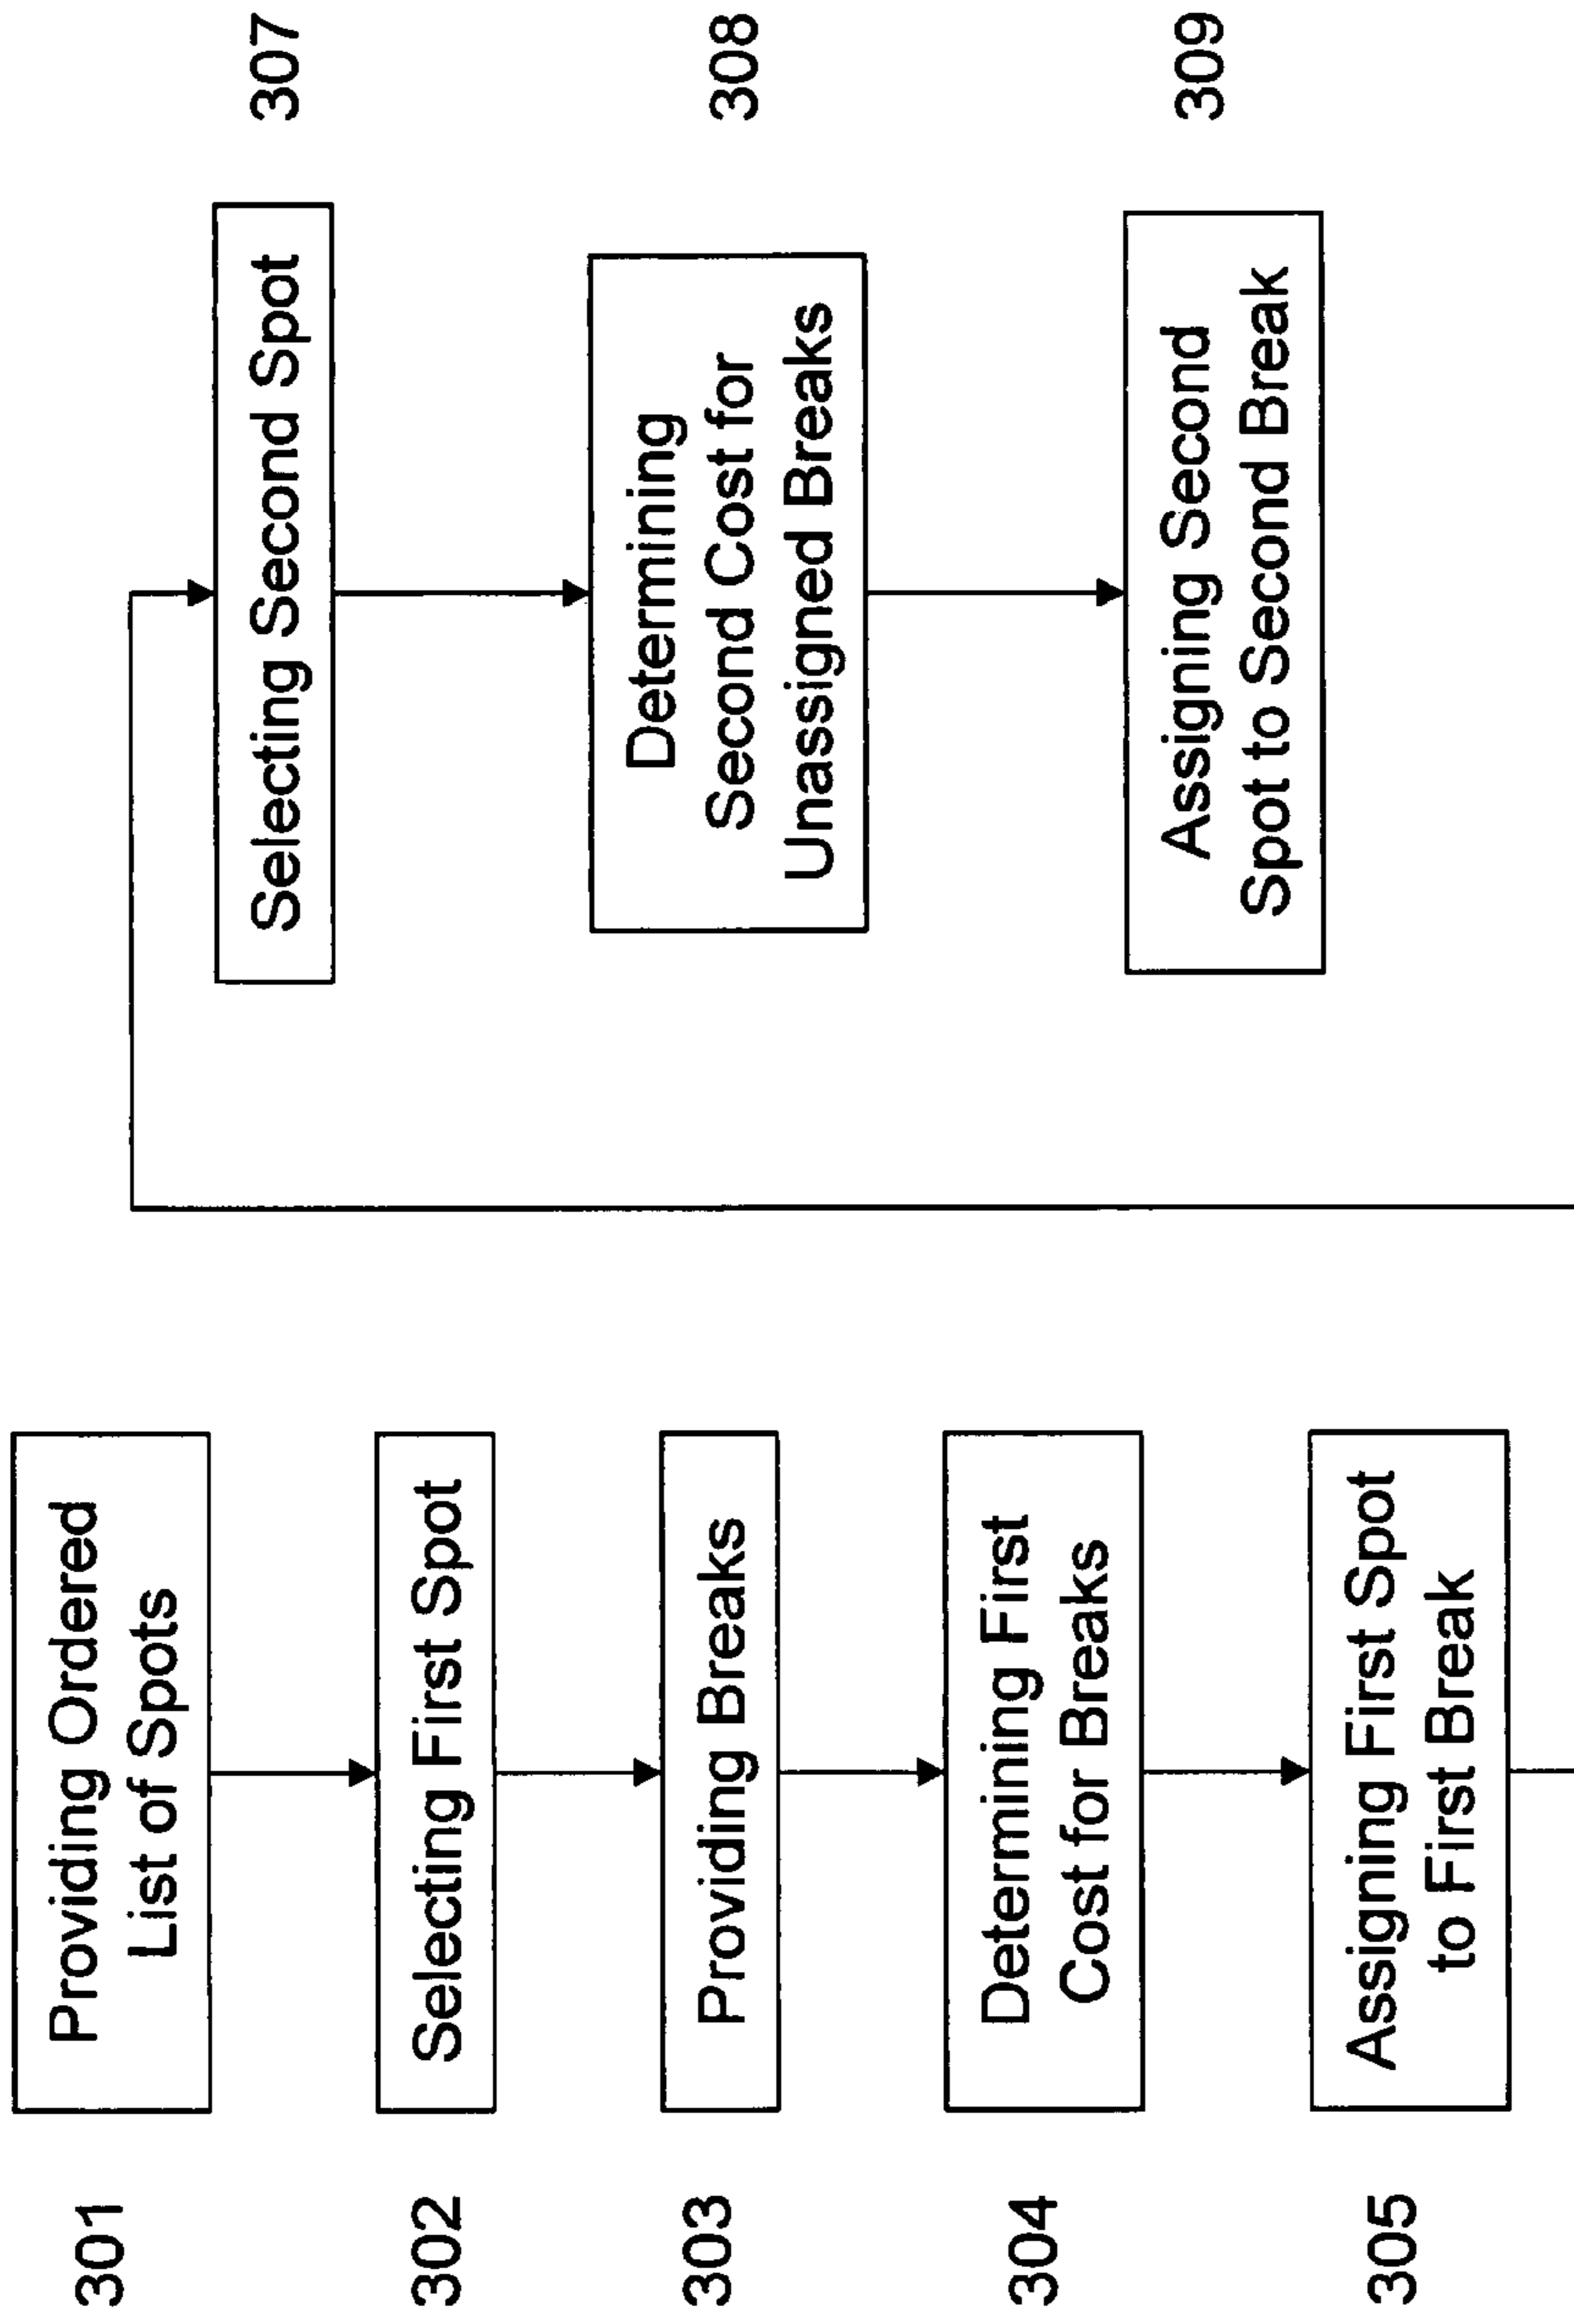 301
Providing Ordered
List of Spots
302
Selecting First Spot
303
Providing Breaks
304
Determining First
Cost for Breaks
305
Assigning First Spot
to First Break
Selecting Second Spot
307
Determining
Second Cost for
Unassigned Breaks
308
Assigning Second
Spot to Second Break
309